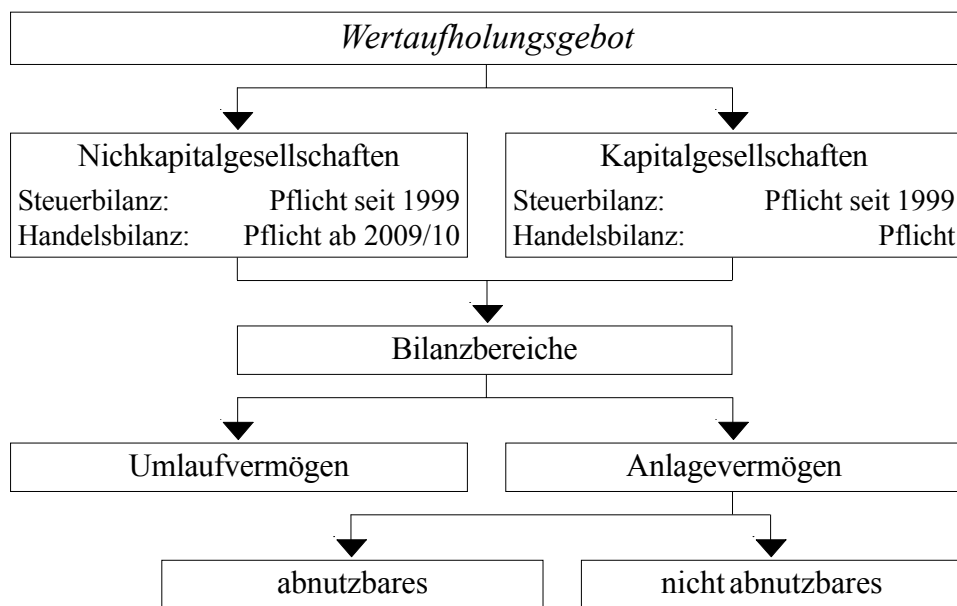 Wertaufholungsgebot
Nichkapitalgesellschaften
Steuerbilanz: Pflicht seit 1999
Handelsbilanz: Pflicht ab 2009/10
Kapitalgesellschaften
Steuerbilanz: Pflicht seit 1999
Handelsbilanz: Pflicht
Bilanzbereiche
Umlaufvermögen
Anlagevermögen
abnutzbares
nicht abnutzbares